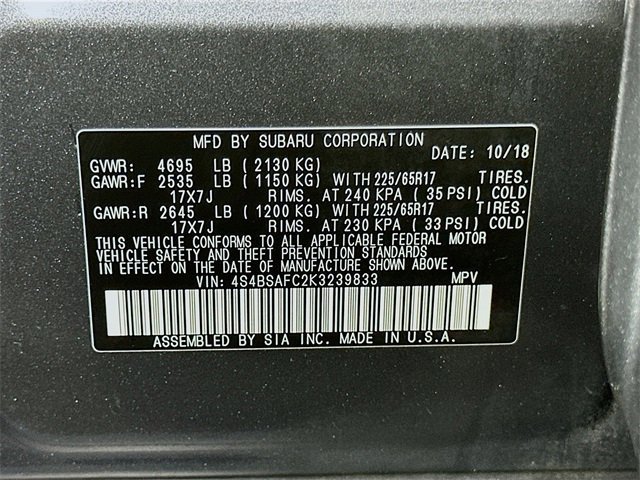 MFD BY SUBARU CORPORATION
GVWR: 4695 LB (2130 KG) DATE: 10/18
GAWR:F 2535 LB (1150 KG) WITH 225/65R17 TIRES.
17X7J RIMS. AT 240 KPA (35 PSI) COLD
GAWR:R 2645 LB (1200 KG) WITH 225/65R17 TIRES.
17X7J RIMS. AT 230 KPA (33 PSI) COLD
THIS VEHICLE CONFORMS TO ALL APPLICABLE FEDERAL MOTOR
VEHICLE SAFETY AND THEFT PREVENTION STANDARDS
IN EFFECT ON THE DATE OF MANUFACTURE SHOWN ABOVE.
VIN: 4S4BSAFC2K3239833 MPV
ASSEMBLED BY SIA INC. MADE IN U.S.A.